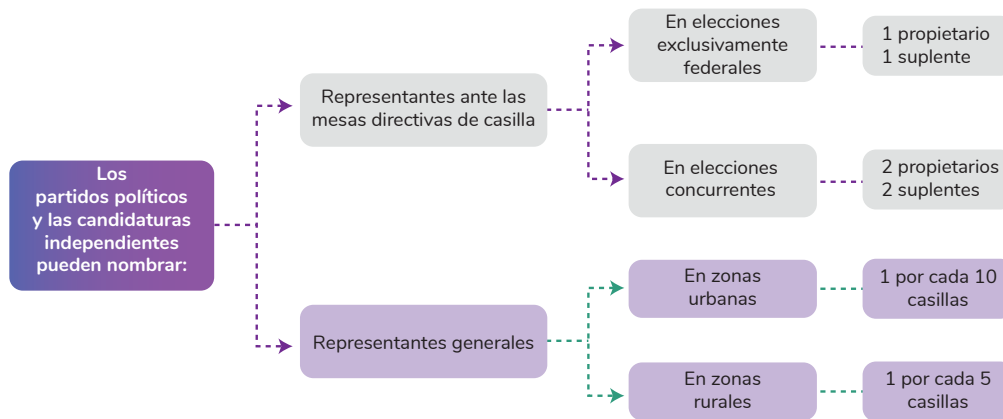 Los
partidos políticos
y las candidaturas
independientes
pueden nombrar:
Representantes ante las
mesas directivas de casilla
En elecciones
exclusivamente
federales
1 propietario
1 suplente
En elecciones
concurrentes
2 propietarios
2 suplentes
Representantes generales
En zonas
urbanas
1 por cada 10
casillas
En zonas
rurales
1 por cada 5
casillas